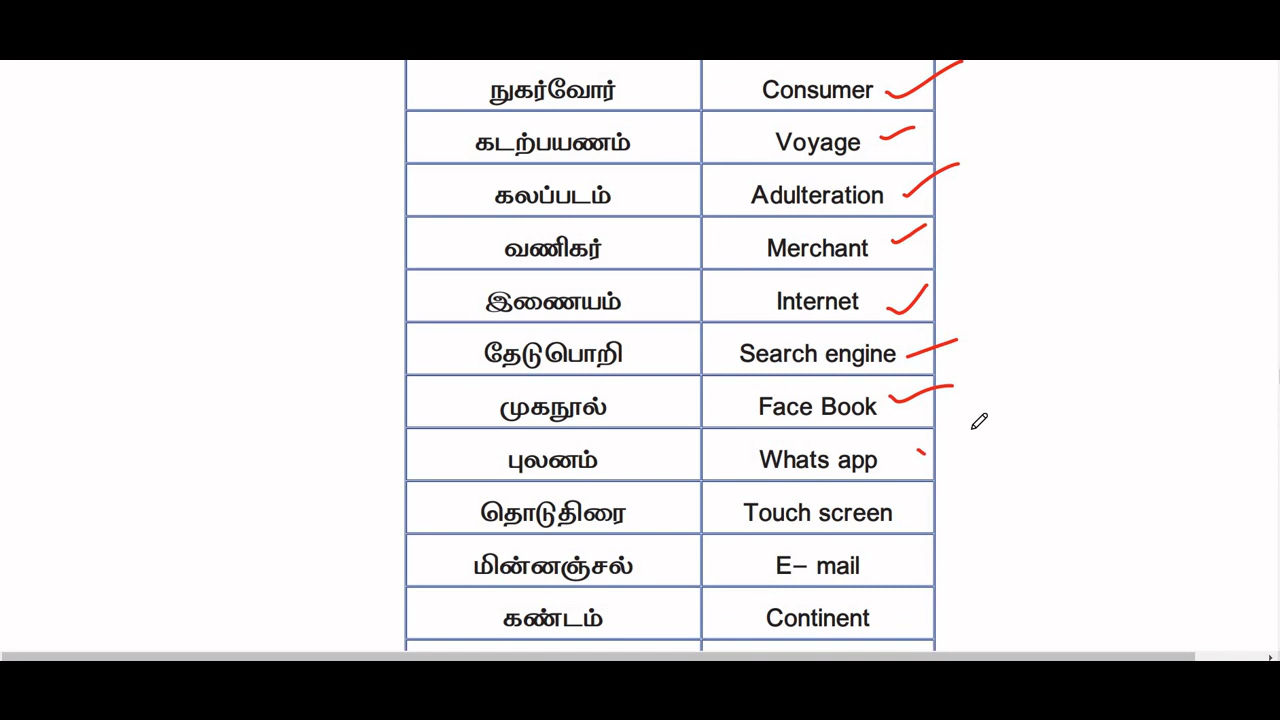 நுகர்வோர் Consumer
கடற்பயணம் Voyage
கலப்படம் Adulteration
வணிகர் Merchant
இணையம் Internet
தேடுபொறி Search engine
முகநூல் Face Book
புலனம் Whats app
தொடுதிரை Touch screen
மின்னஞ்சல் E– mail
கண்டம் Continent